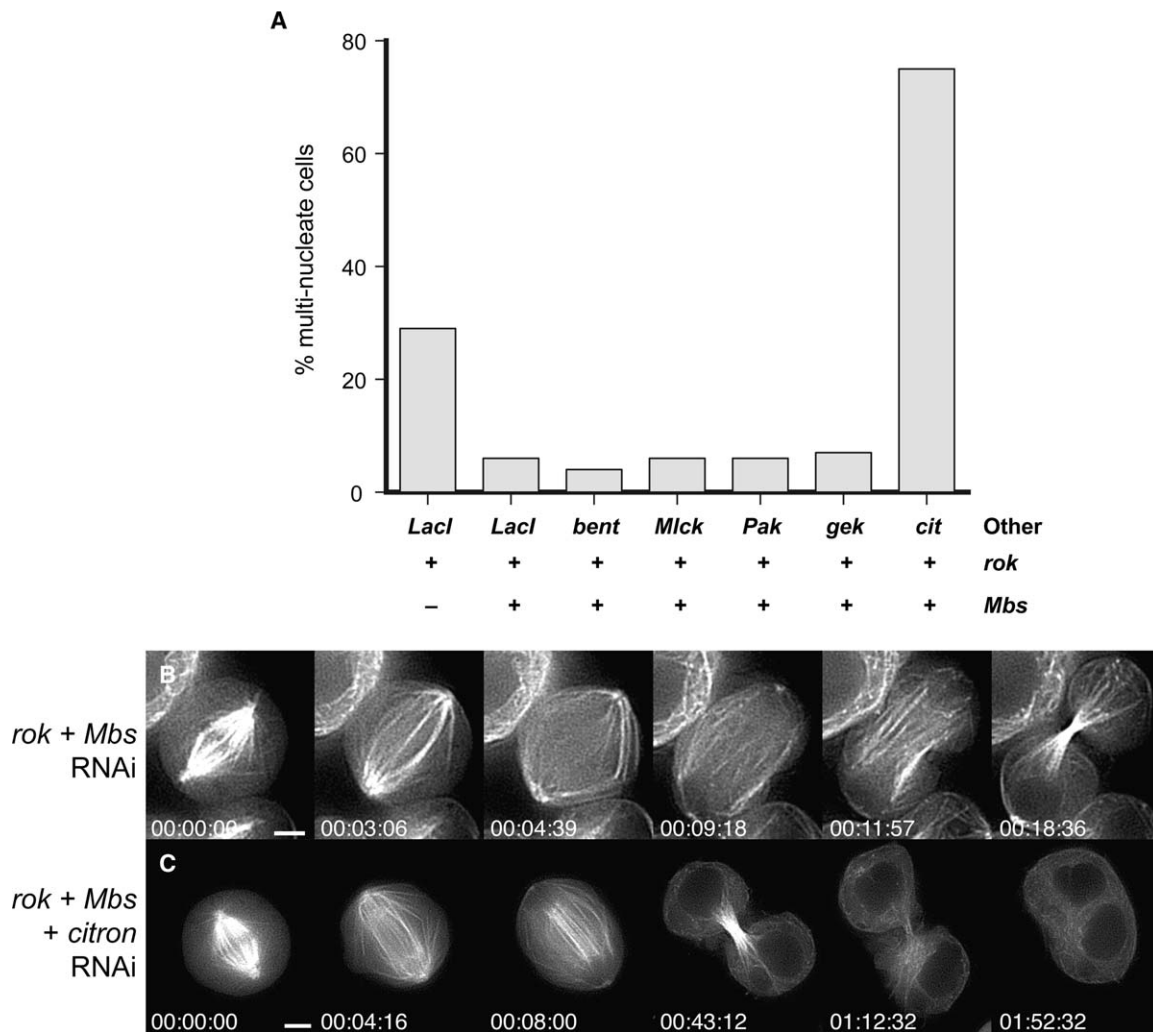 A
80
60
40
20
0
% multi-nucleate cells
LacI LacI bent Mlck Pak gek cit Other
+ + + + + + + rok
– + + + + + + Mbs
rok + Mbs
RNAi
B
00:00:00 00:03:06 00:04:39 00:09:18 00:11:57 00:18:36
rok + Mbs
+ citron
RNAi
C
00:00:00 00:04:16 00:08:00 00:43:12 01:12:32 01:52:32